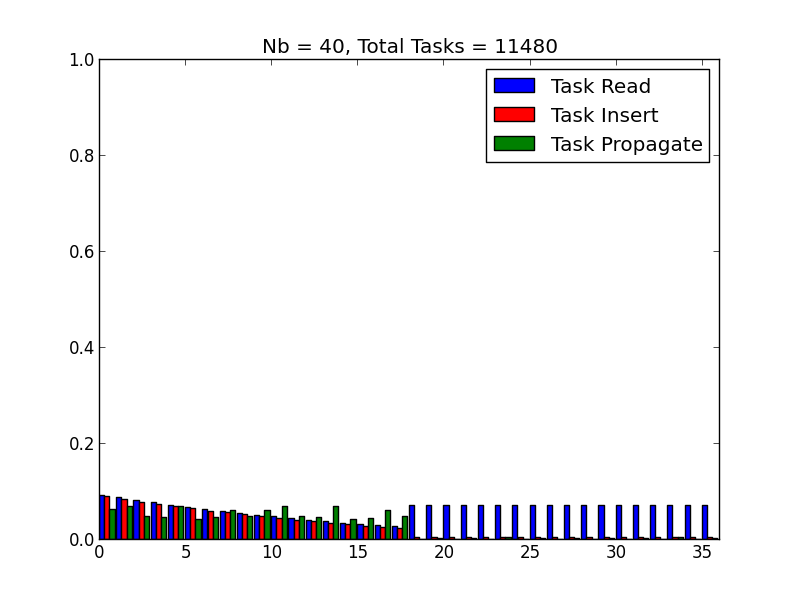 Nb = 40, Total Tasks = 11480
1.0
0.8
0.6
0.4
0.2
0.0
Task Read
Task Insert
Task Propagate
0 5 10 15 20 25 30 35